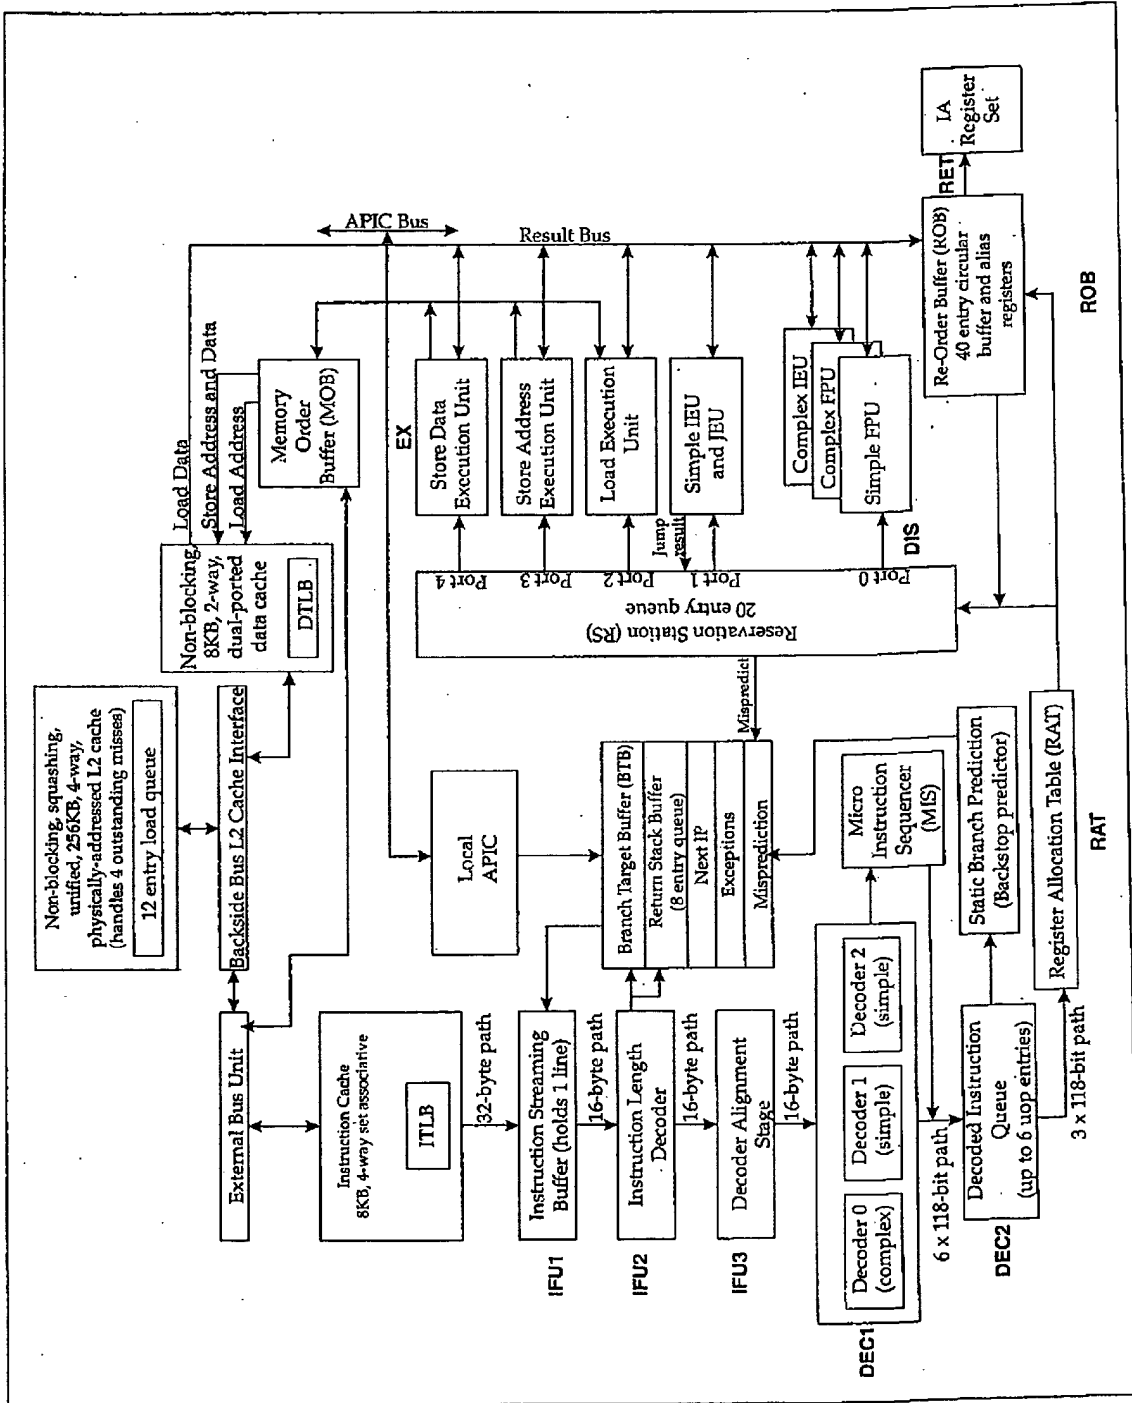 Non-blocking, squashing,
unified, 256KB, 4-way,
physically-addressed L2 cache
(handles 4 outstanding misses)
12 entry load queue
External Bus Unit
Backside Bus L2 Cache Interface
Non-blocking,
8KB, 2-way,
dual-ported
data cache
DTLB
Load Data
Store Address and Data
Load Address
Memory
Order
Buffer (MOB)
APIC Bus
Result Bus
Instruction Cache
8KB, 4-way set associative
ITLB
32-byte path
Local
APIC
IFU1
Instruction Streaming
Buffer (holds 1 line)
16-byte path
IFU2
Instruction Length
Decoder
16-byte path
IFU3
Decoder Alignment
Stage
16-byte path
Branch Target Buffer (BTB)
Return Stack Buffer
(8 entry queue)
Next IP
Exceptions
Misprediction
Mispredict
Reservation Station (RS)
20 entry queue
Port 4
Port 3
Port 2
Port 1
Port 0
Jump
result
EX
Store Data
Execution Unit
Store Address
Execution Unit
Load Execution
Unit
Simple IEU
and JEU
Complex IEU
Complex FPU
Simple FPU
DIS
DEC1
Decoder 0
(complex)
Decoder 1
(simple)
Decoder 2
(simple)
Micro
Instruction
Sequencer
(MIS)
6 x 118-bit path
DEC2
Decoded Instruction
Queue
(up to 6 uop entries)
Static Branch Prediction
(Backstop predictor)
3 x 118-bit path
Register Allocation Table (RAT)
RAT
Re-Order Buffer (ROB)
40 entry circular
buffer and alias
registers
ROB
RET
IA
Register
Set